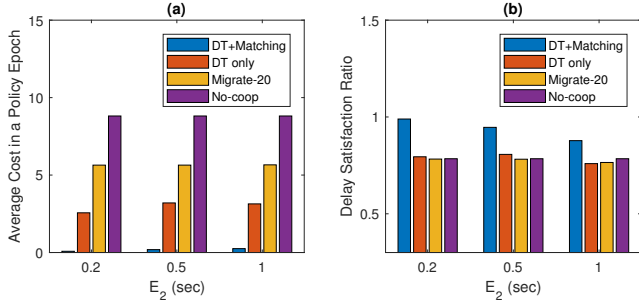 (a)
Average Cost in a Policy Epoch
15
10
5
0
DT+Matching
DT only
Migrate-20
No-coop
0.2
0.5
1
E_2 (sec)
(b)
Delay Satisfaction Ratio
1.5
1
0.5
DT+Matching
DT only
Migrate-20
No-coop
0.2
0.5
1
E_2 (sec)